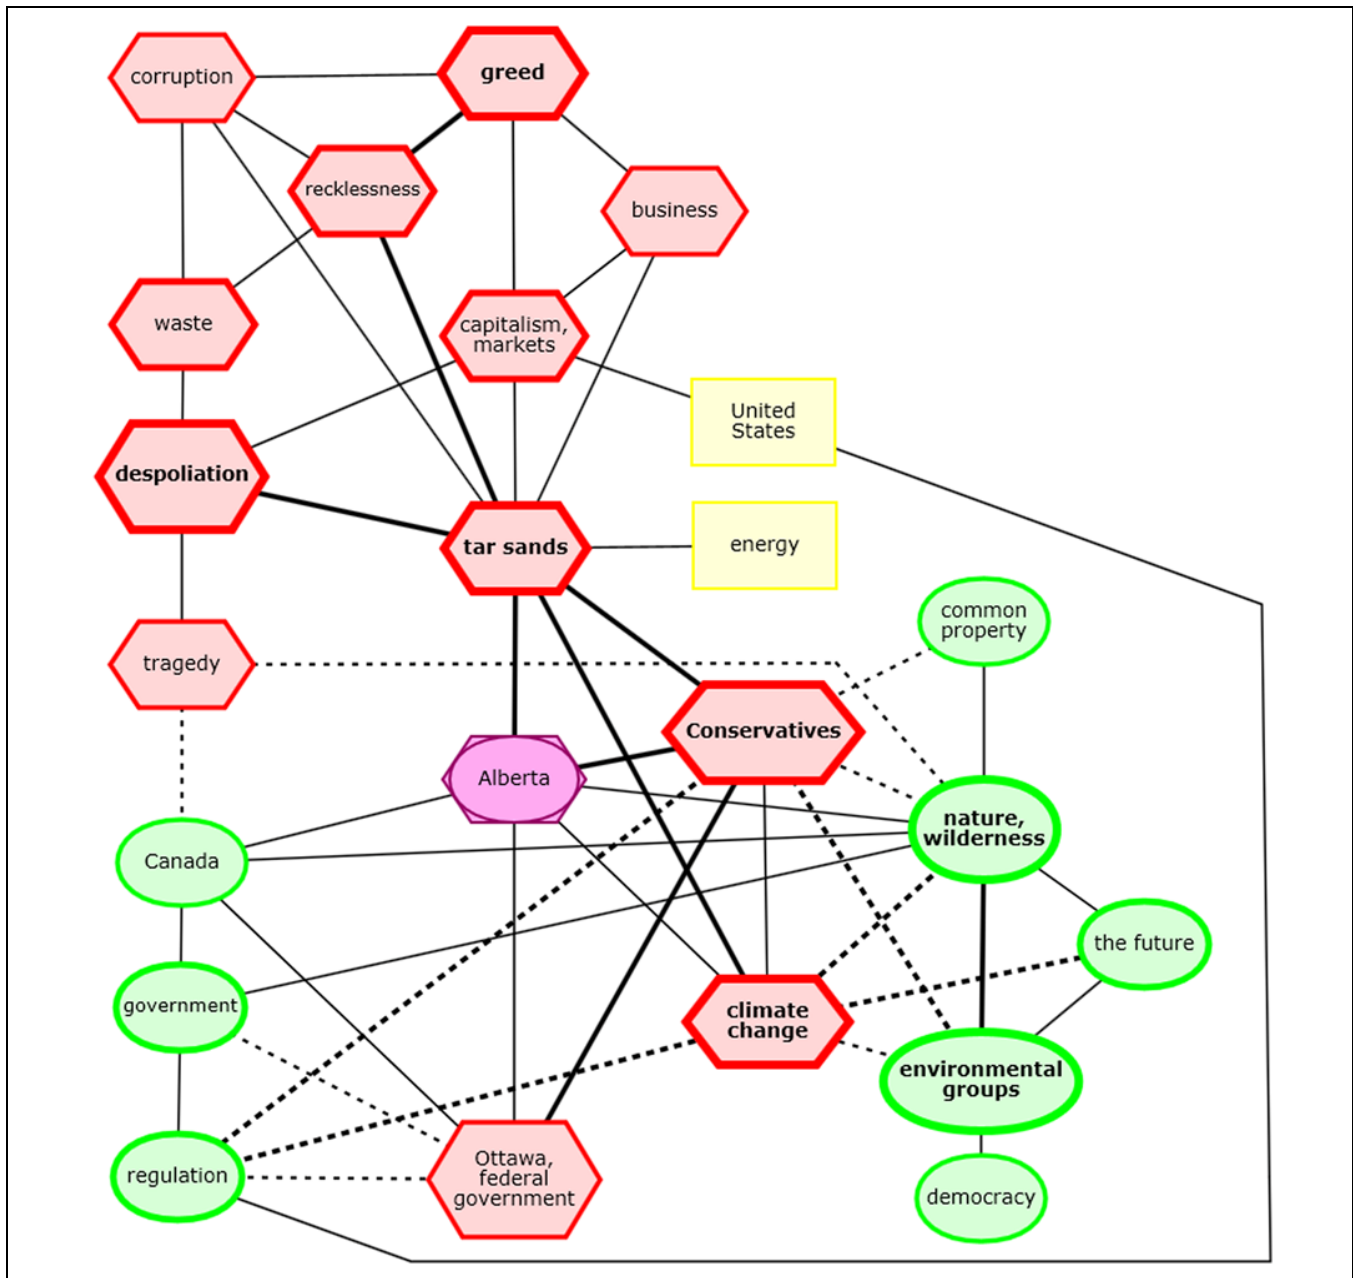 corruption
greed
recklessness
business
waste
capitalism,
markets
United
States
despoliation
tar sands
energy
common
property
tragedy
Conservatives
Alberta
nature,
wilderness
Canada
the future
government
climate
change
environmental
groups
regulation
Ottawa,
federal
government
democracy